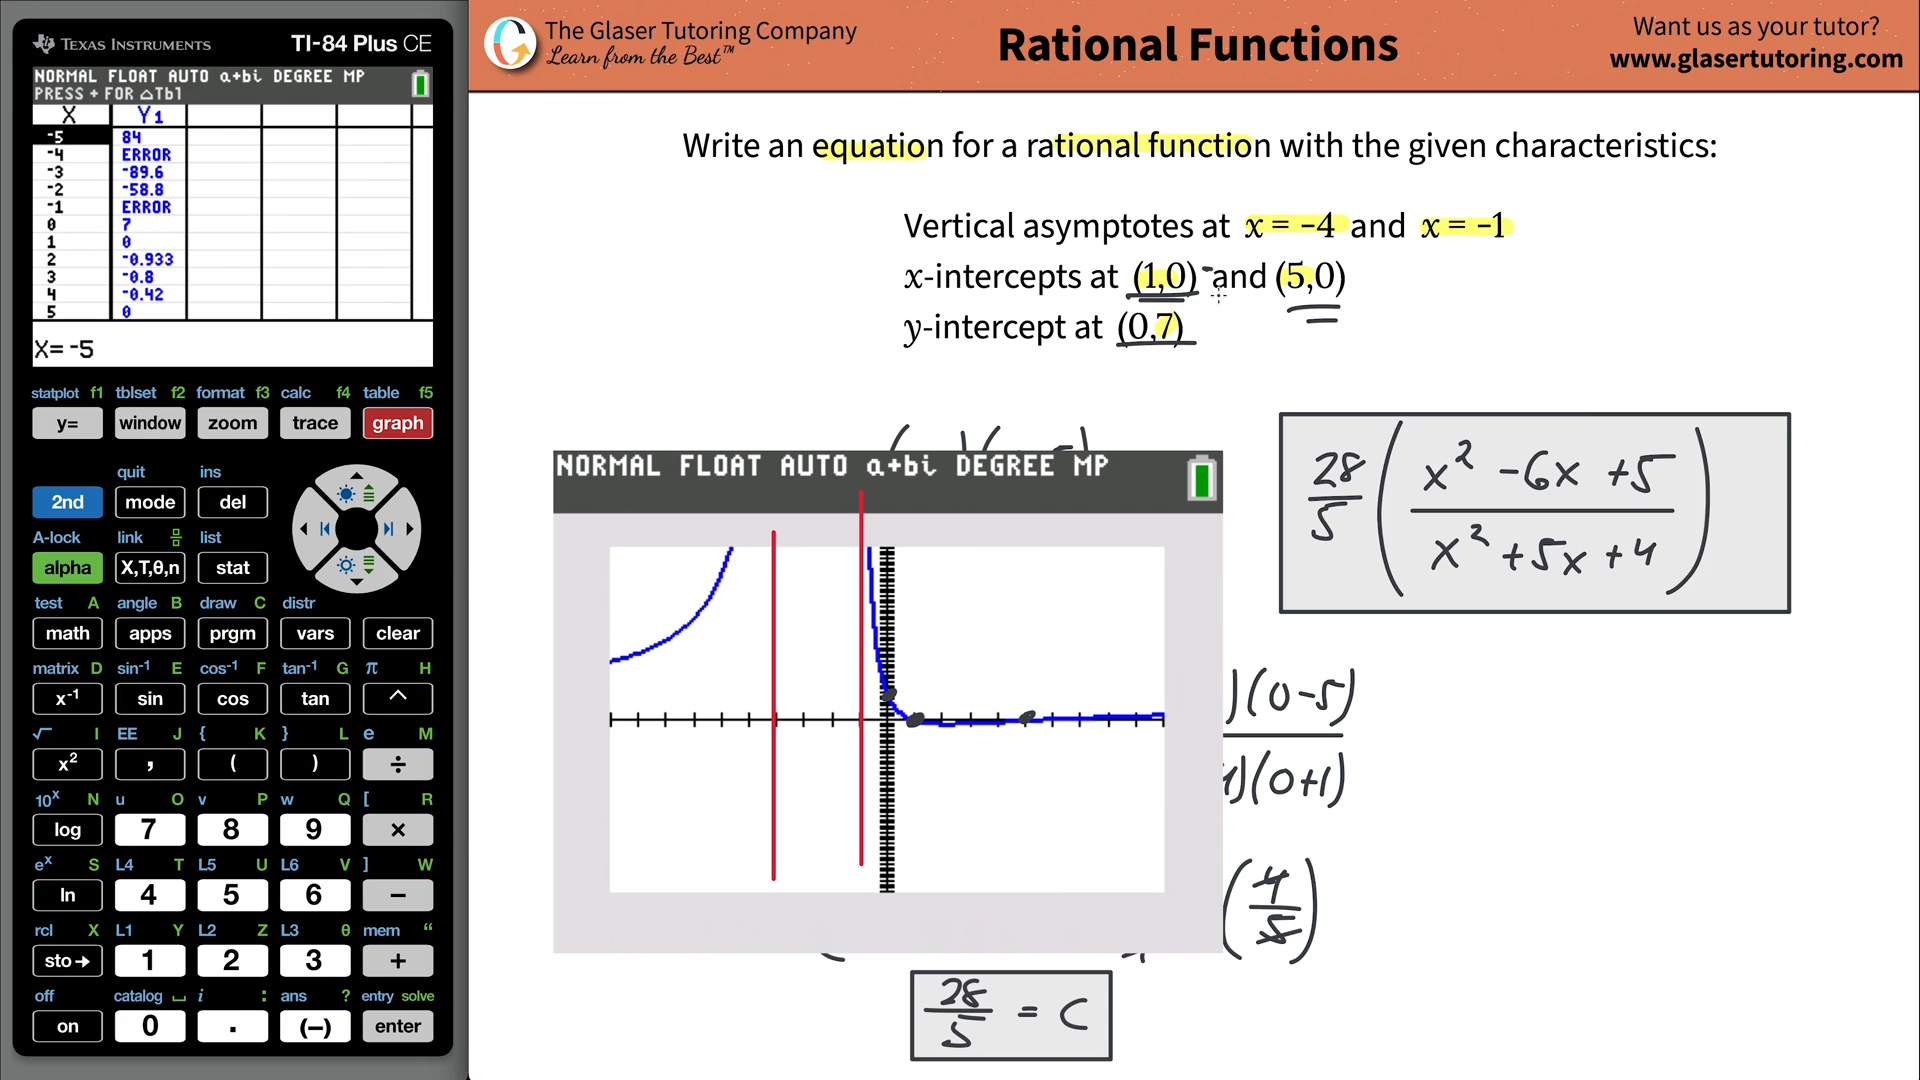 TEXAS INSTRUMENTS TI-84 Plus CE
NORMAL FLOAT AUTO a+bi DEGREE MP
PRESS + FOR △Tbl
X Y1
-5 84
-4 ERROR
-3 -89.6
-2 -58.8
-1 ERROR
0 7
1 0
2 -0.933
3 -0.8
4 -0.42
5 0
X= -5
statplot f1 tblset f2 format f3 calc f4 table f5
y= window zoom trace graph
quit ins
2nd mode del
A-lock link list
alpha X,T,θ,n stat
test A angle B draw C distr
math apps prgm vars clear
matrix D sin⁻¹ E cos⁻¹ F tan⁻¹ G π H
x⁻¹ sin cos tan ^
√ I EE J { K } L e M
x² , ( ) ÷
10ˣ N u O v P w Q [ R
log 7 8 9 ×
eˣ S L4 T L5 U L6 V ] W
ln 4 5 6 −
rcl X L1 Y L2 Z L3 θ mem “
sto→ 1 2 3 +
off catalog ⎵ i : ans ? entry solve
on 0 . (–) enter
The Glaser Tutoring Company
Learn from the Best™
Rational Functions
Want us as your tutor?
www.glasertutoring.com
Write an equation for a rational function with the given characteristics:
Vertical asymptotes at x = −4 and x = −1
x-intercepts at (1,0) and (5,0)
y-intercept at (0,7)
NORMAL FLOAT AUTO a+bi DEGREE MP
28/5 ( x² -6x +5 / x² +5x +4 )
)(0-5)
)(0+1)
(4/5)
28/5 = C